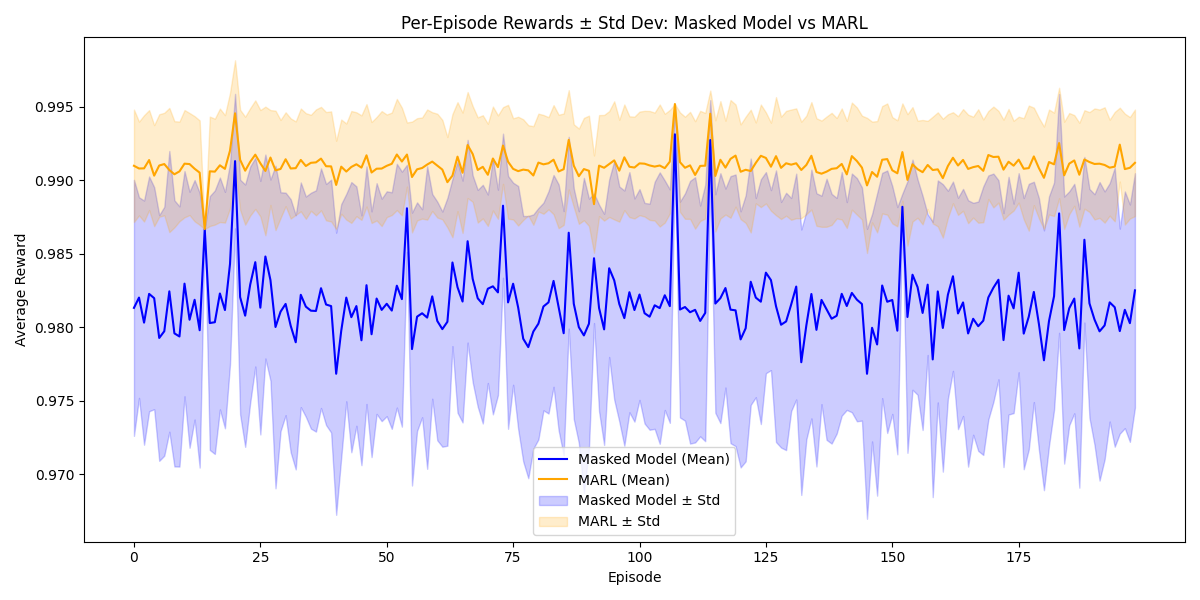 Per-Episode Rewards ± Std Dev: Masked Model vs MARL
Average Reward
0.995
0.990
0.985
0.980
0.975
0.970
Masked Model (Mean)
MARL (Mean)
Masked Model ± Std
MARL ± Std
0 25 50 75 100 125 150 175
Episode